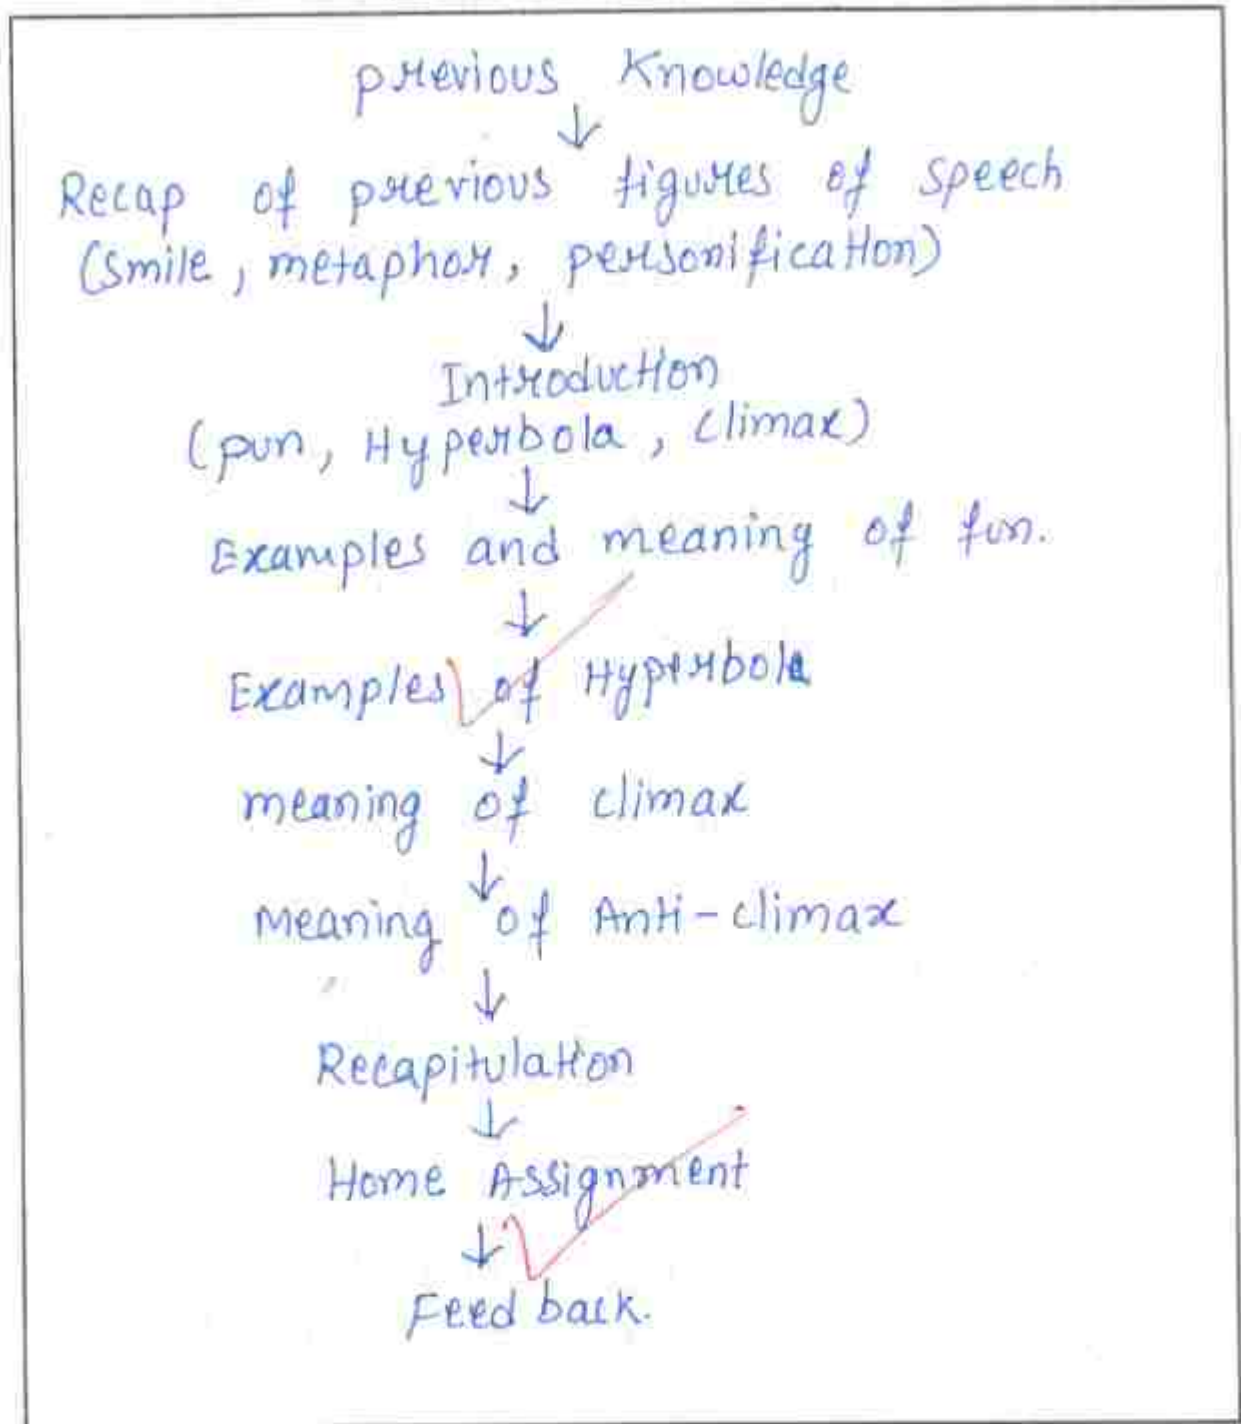 previous Knowledge
↓
Recap of previous figures of speech
(Smile, metaphor, personification)
↓
Introduction
(pun, Hyperbola, climax)
↓
Examples and meaning of fun.
↓
Examples of Hyperbole
↓
meaning of climax
↓
Meaning of Anti-climax
↓
Recapitulation
↓
Home Assignment
↓
Feed back.